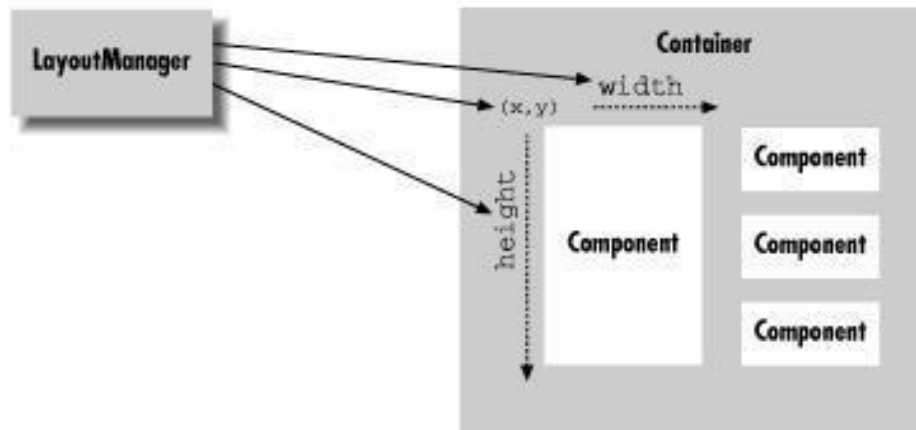 LayoutManager
Container
width
(x,y)
height
Component
Component
Component
Component